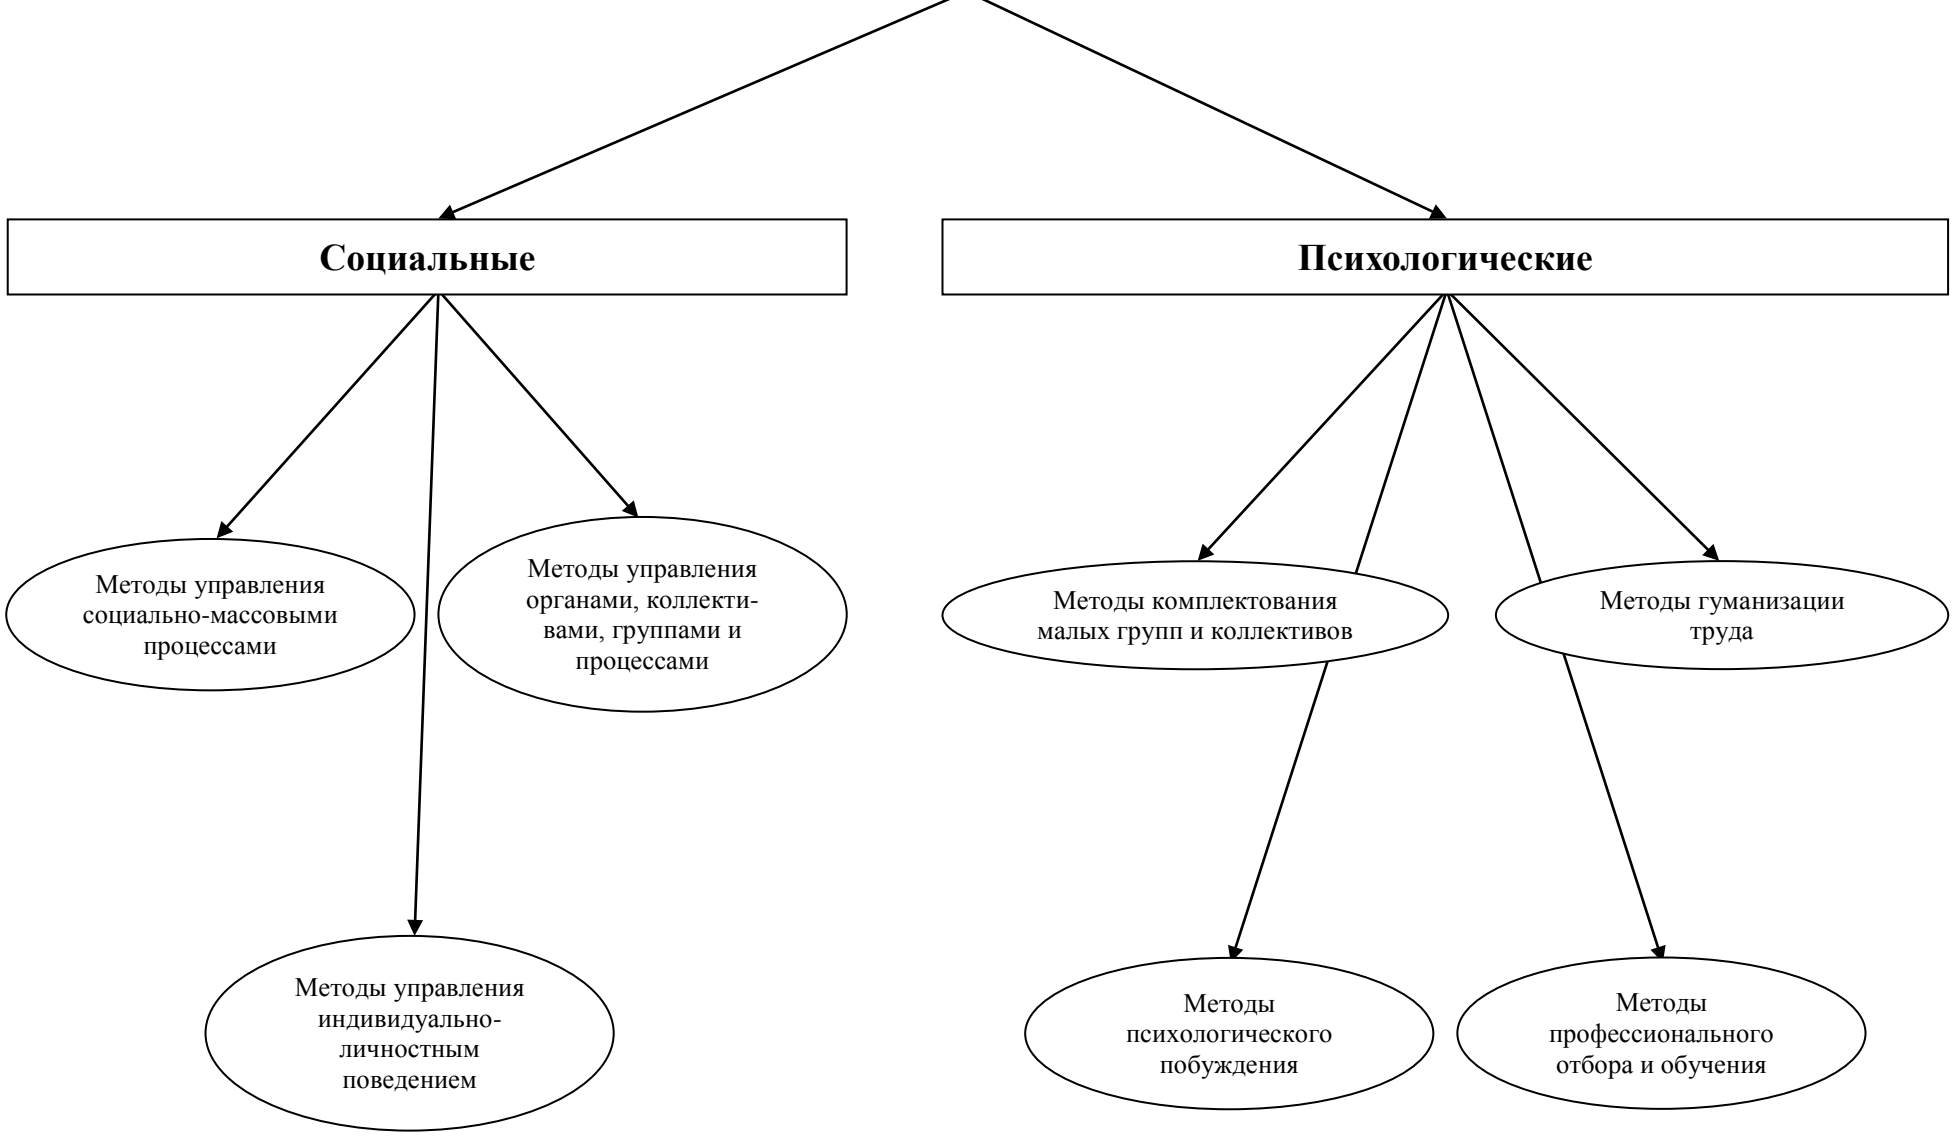 Социальные
Психологические
Методы управления
социально-массовыми
процессами
Методы управления
органами, коллекти-
вами, группами и
процессами
Методы комплектования
малых групп и коллективов
Методы гуманизации
труда
Методы управления
индивидуально-
личностным
поведением
Методы
психологического
побуждения
Методы
профессионального
отбора и обучения